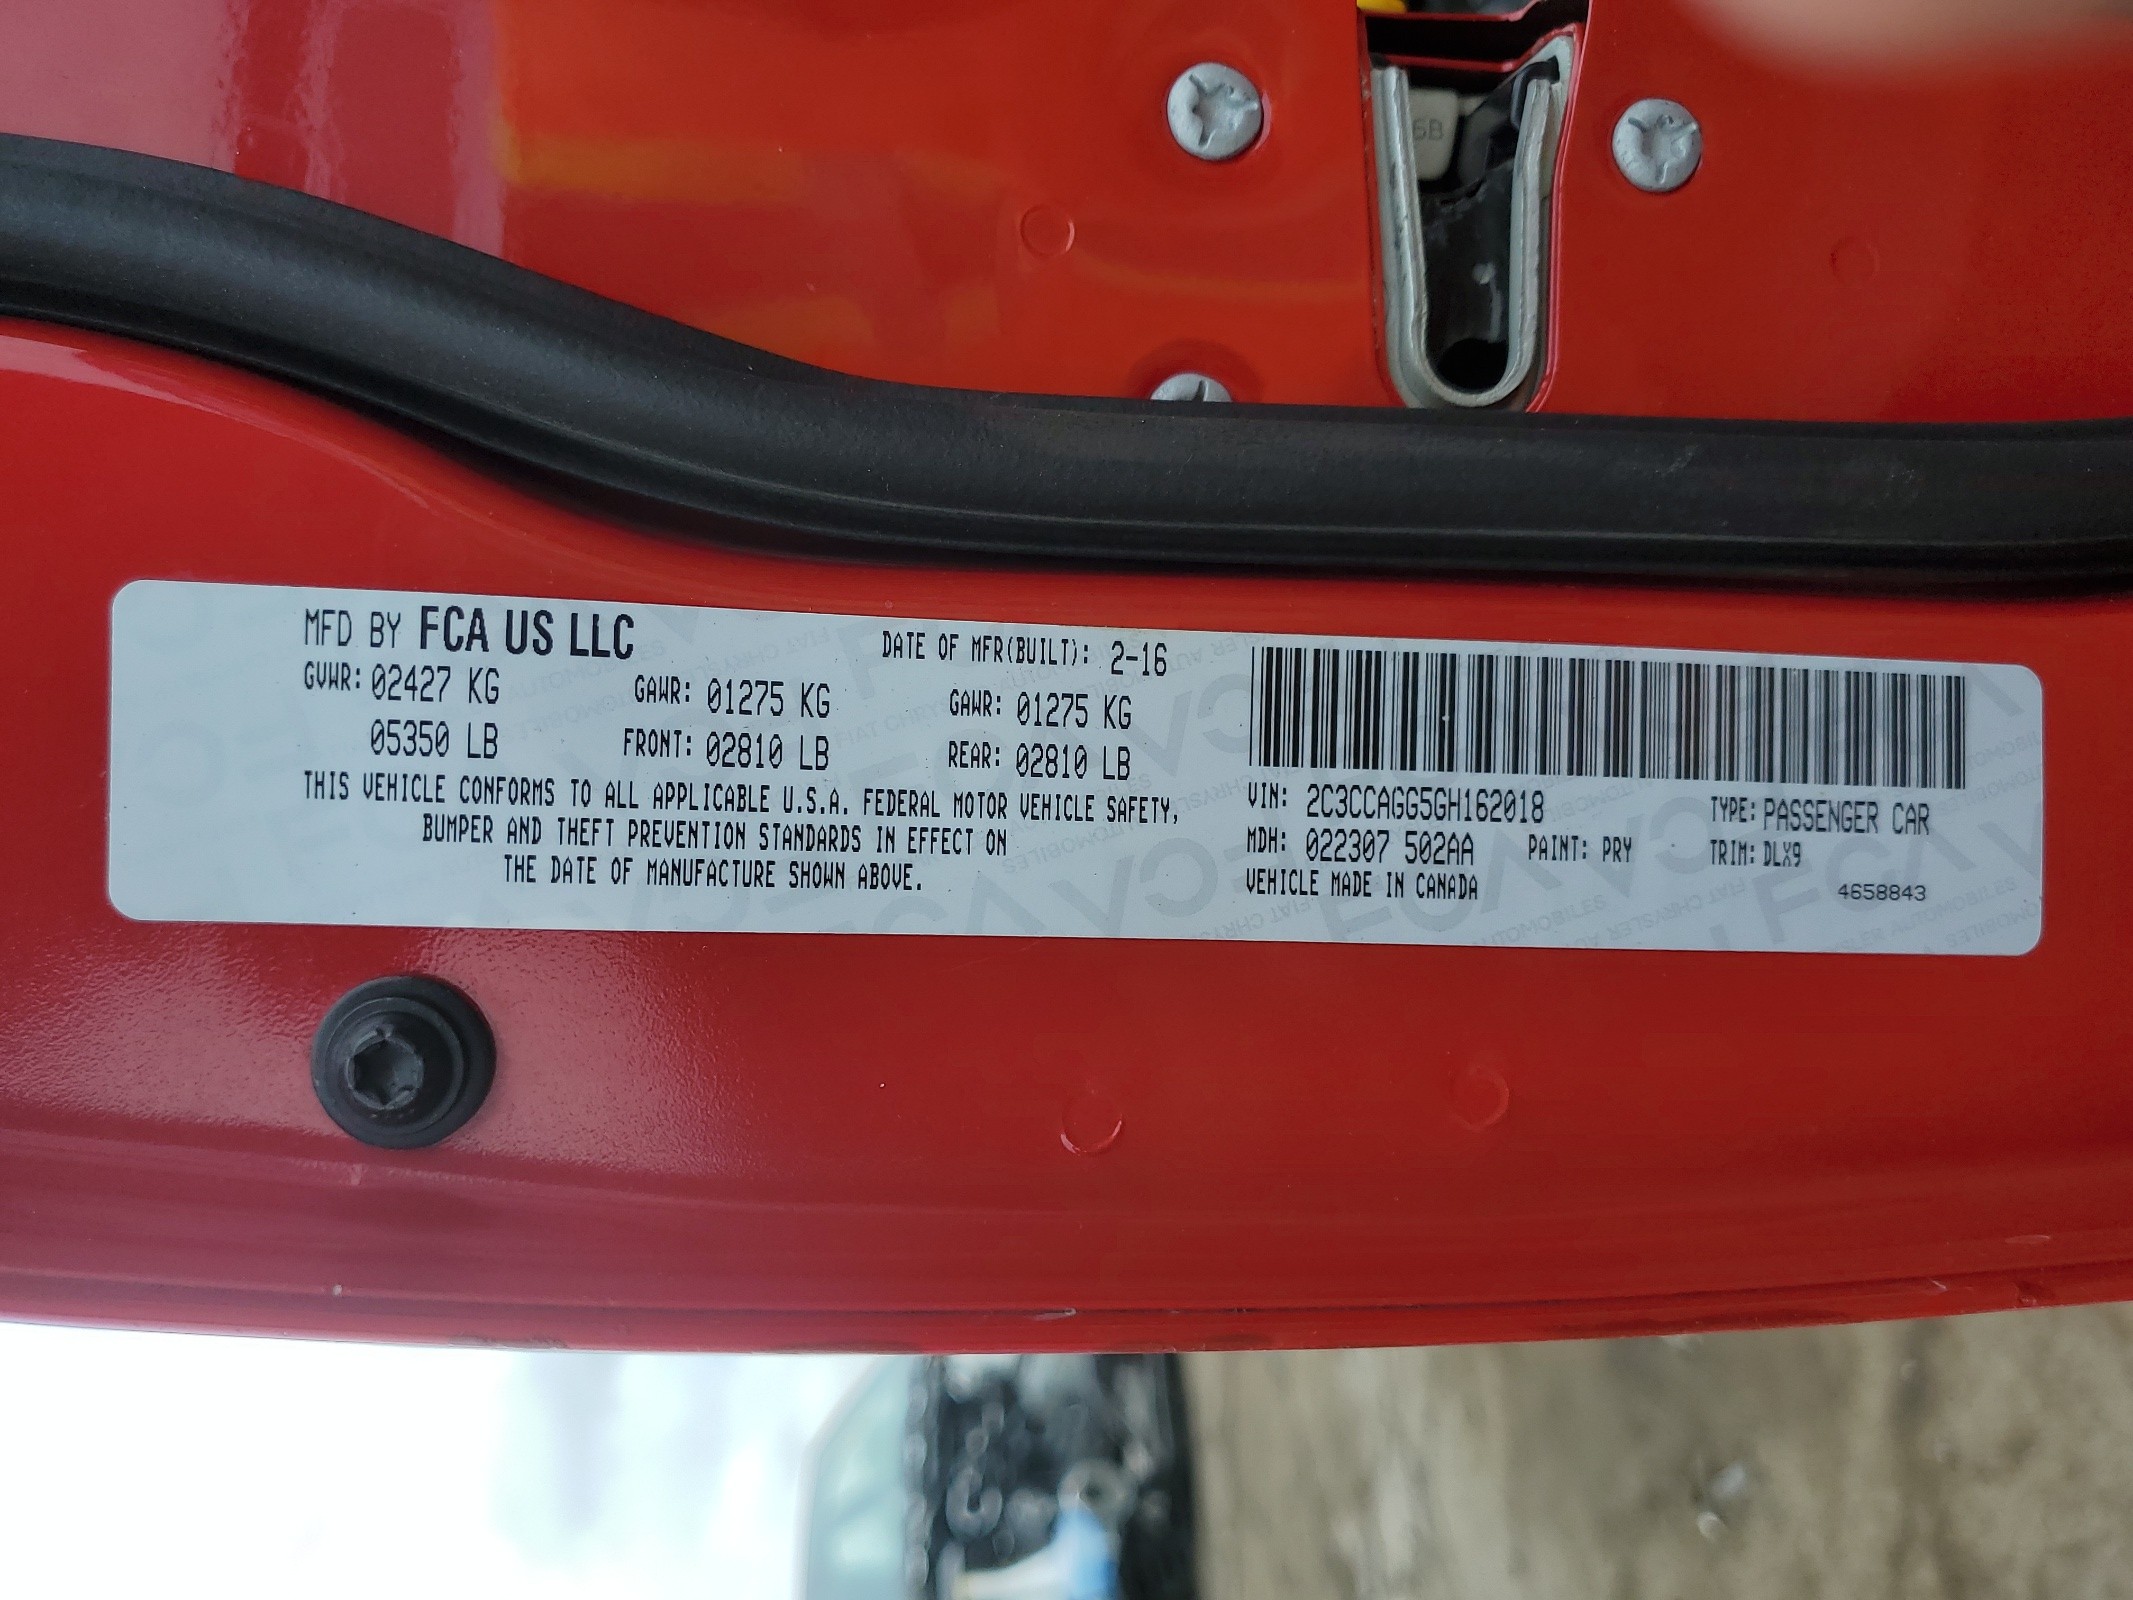 6B
MFD BY FCA US LLC DATE OF MFR(BUILT): 2-16
GVWR: 02427 KG GAWR: 01275 KG GAWR: 01275 KG
05350 LB FRONT: 02810 LB REAR: 02810 LB
THIS VEHICLE CONFORMS TO ALL APPLICABLE U.S.A. FEDERAL MOTOR VEHICLE SAFETY,
BUMPER AND THEFT PREVENTION STANDARDS IN EFFECT ON
THE DATE OF MANUFACTURE SHOWN ABOVE.
VIN: 2C3CCAGG5GH162018 TYPE: PASSENGER CAR
MDH: 022307 502AA PAINT: PRY TRIM: DLX9
VEHICLE MADE IN CANADA 4658843